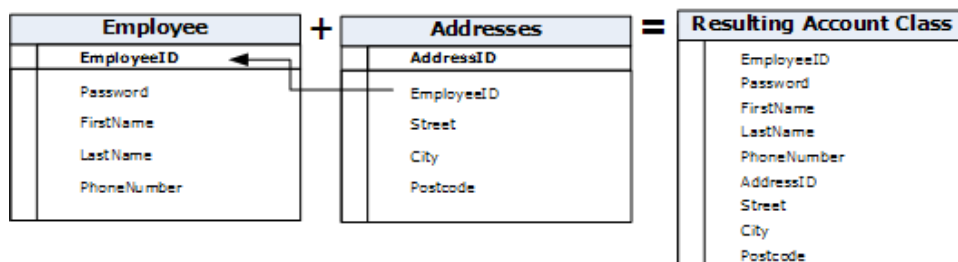 Employee
EmployeeID
Password
FirstName
LastName
PhoneNumber
+
Addresses
AddressID
EmployeeID
Street
City
Postcode
=
Resulting Account Class
EmployeeID
Password
FirstName
LastName
PhoneNumber
AddressID
Street
City
Postcode